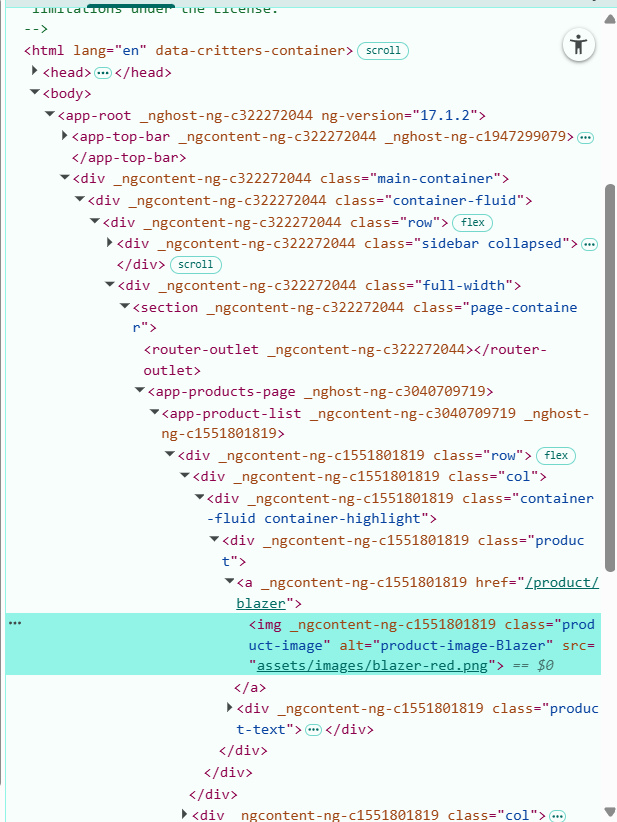 limitations under the License.
-->
<html lang="en" data-critters-container> scroll
<head> ••• </head>
<body>
<app-root _nghost-ng-c322272044 ng-version="17.1.2">
<app-top-bar _ngcontent-ng-c322272044 _nghost-ng-c1947299079> •••
</app-top-bar>
<div _ngcontent-ng-c322272044 class="main-container">
<div _ngcontent-ng-c322272044 class="container-fluid">
<div _ngcontent-ng-c322272044 class="row"> flex
<div _ngcontent-ng-c322272044 class="sidebar collapsed"> •••
</div> scroll
<div _ngcontent-ng-c322272044 class="full-width">
<section _ngcontent-ng-c322272044 class="page-containe
r">
<router-outlet _ngcontent-ng-c322272044></router-
outlet>
<app-products-page _nghost-ng-c3040709719>
<app-product-list _ngcontent-ng-c3040709719 _nghost-
ng-c1551801819>
<div _ngcontent-ng-c1551801819 class="row"> flex
<div _ngcontent-ng-c1551801819 class="col">
<div _ngcontent-ng-c1551801819 class="container
-fluid container-highlight">
<div _ngcontent-ng-c1551801819 class="produc
t">
<a _ngcontent-ng-c1551801819 href="/product/
blazer">
••• <img _ngcontent-ng-c1551801819 class="prod
uct-image" alt="product-image-Blazer" src=
"assets/images/blazer-red.png"> == $0
</a>
<div _ngcontent-ng-c1551801819 class="produc
t-text"> ••• </div>
</div>
</div>
</div>
<div _ngcontent-ng-c1551801819 class="col"> •••